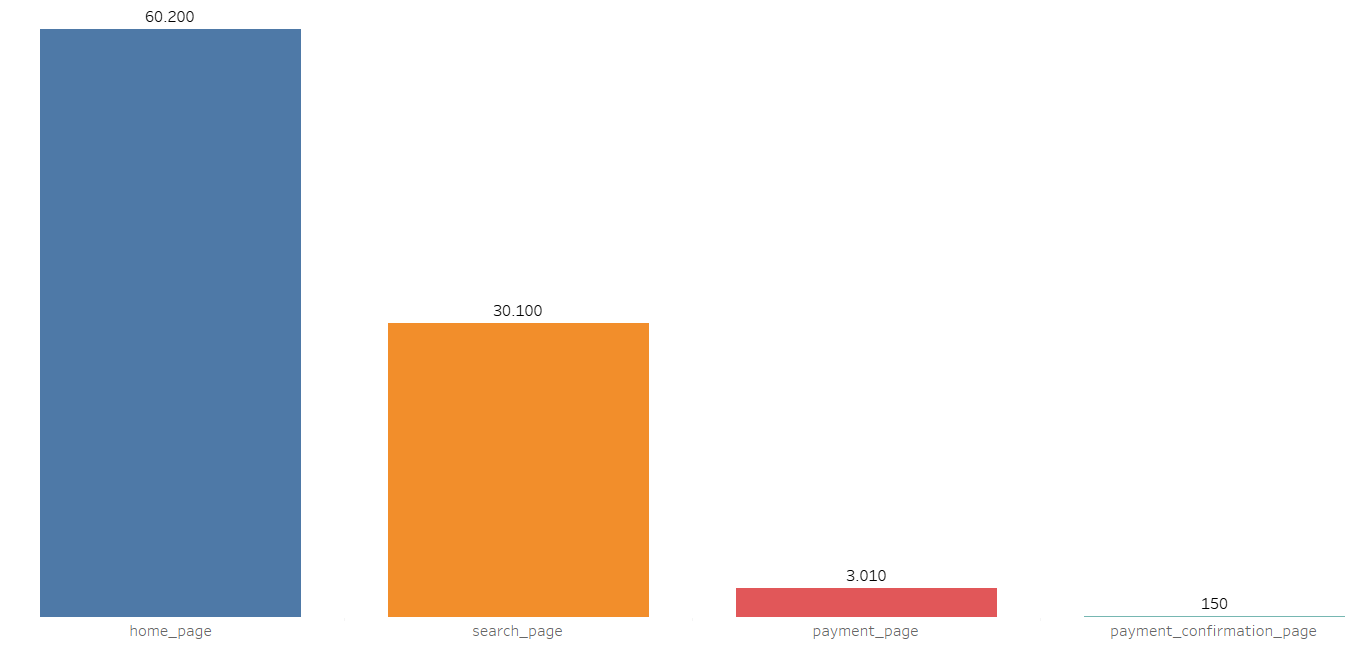 60.200
30.100
3.010
150
home_page
search_page
payment_page
payment_confirmation_page